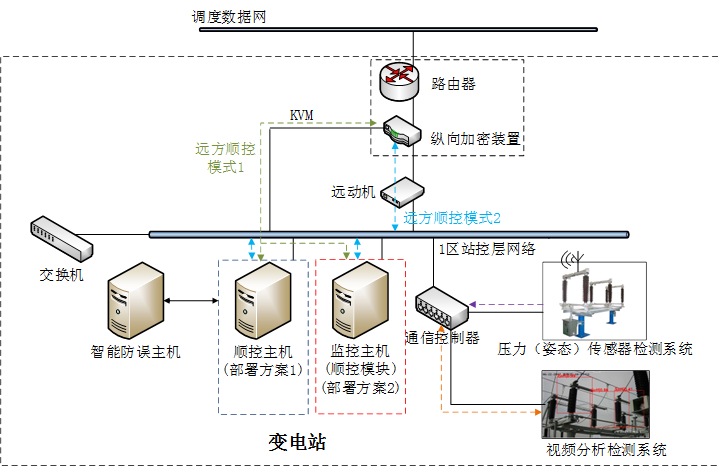 调度数据网
路由器
KVM
纵向加密装置
远方顺控
模式1
远动机
远方顺控模式2
1区站控层网络
交换机
智能防误主机
顺控主机
(部署方案1)
监控主机
(顺控模块)
(部署方案2)
通信控制器
压力（姿态）传感器检测系统
视频分析检测系统
变电站